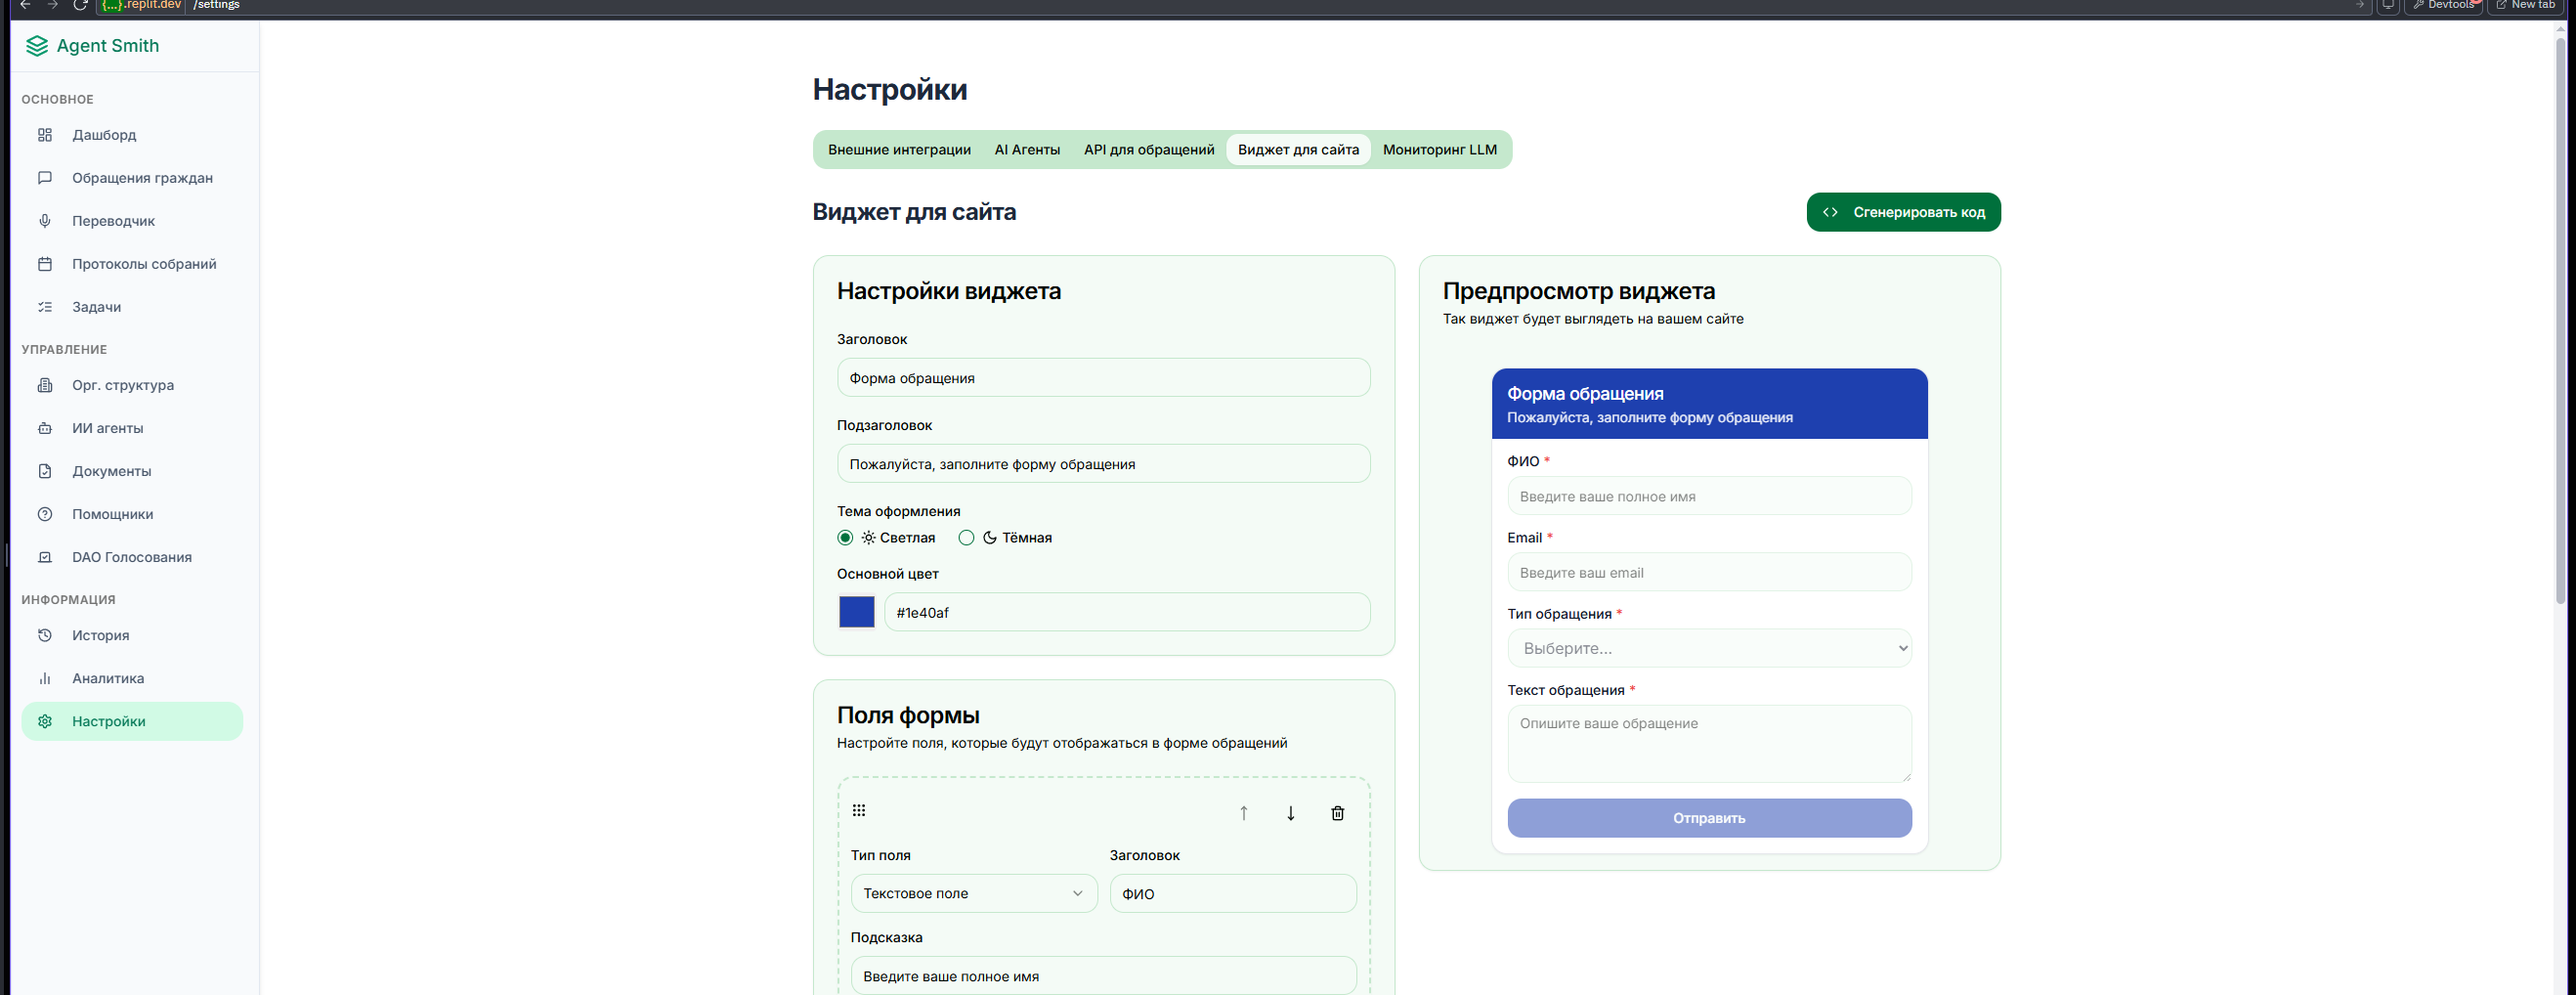 {...}.replit.dev /settings
Devtools
New tab
Agent Smith
ОСНОВНОЕ
Дашборд
Обращения граждан
Переводчик
Протоколы собраний
Задачи
УПРАВЛЕНИЕ
Орг. структура
ИИ агенты
Документы
Помощники
DAO Голосования
ИНФОРМАЦИЯ
История
Аналитика
Настройки
Настройки
Внешние интеграции
AI Агенты
API для обращений
Виджет для сайта
Мониторинг LLM
Виджет для сайта
Сгенерировать код
Настройки виджета
Заголовок
Форма обращения
Подзаголовок
Пожалуйста, заполните форму обращения
Тема оформления
Светлая
Тёмная
Основной цвет
#1e40af
Поля формы
Настройте поля, которые будут отображаться в форме обращений
Тип поля
Заголовок
Текстовое поле
ФИО
Подсказка
Введите ваше полное имя
Предпросмотр виджета
Так виджет будет выглядеть на вашем сайте
Форма обращения
Пожалуйста, заполните форму обращения
ФИО *
Введите ваше полное имя
Email *
Введите ваш email
Тип обращения *
Выберите...
Текст обращения *
Опишите ваше обращение
Отправить